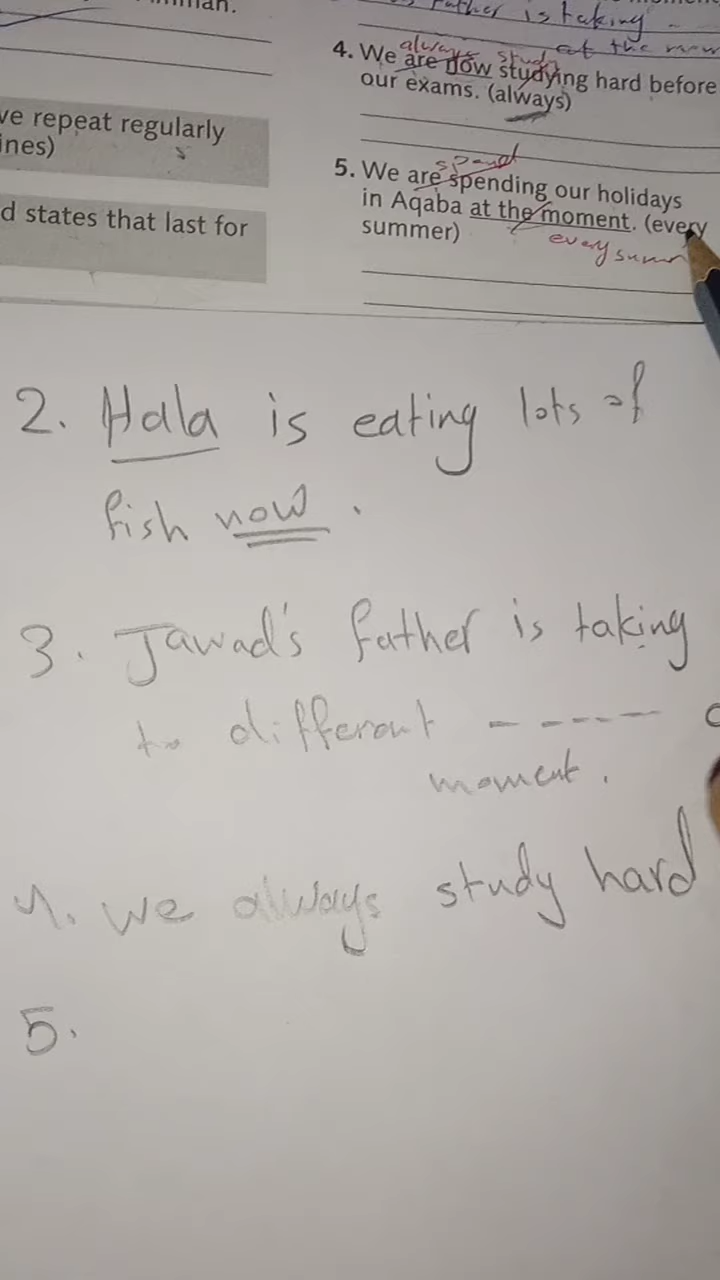 father is taking
at the mom
4. We are now studying hard before
always study
our exams. (always)
5. We are spending our holidays
spend
in Aqaba at the moment. (every
summer)
every summ
ve repeat regularly
ines)
d states that last for
2. Hala is eating lots of
fish now.
3. Jawad's father is taking
to different - - - - -
moment.
4. We always study hard
5.